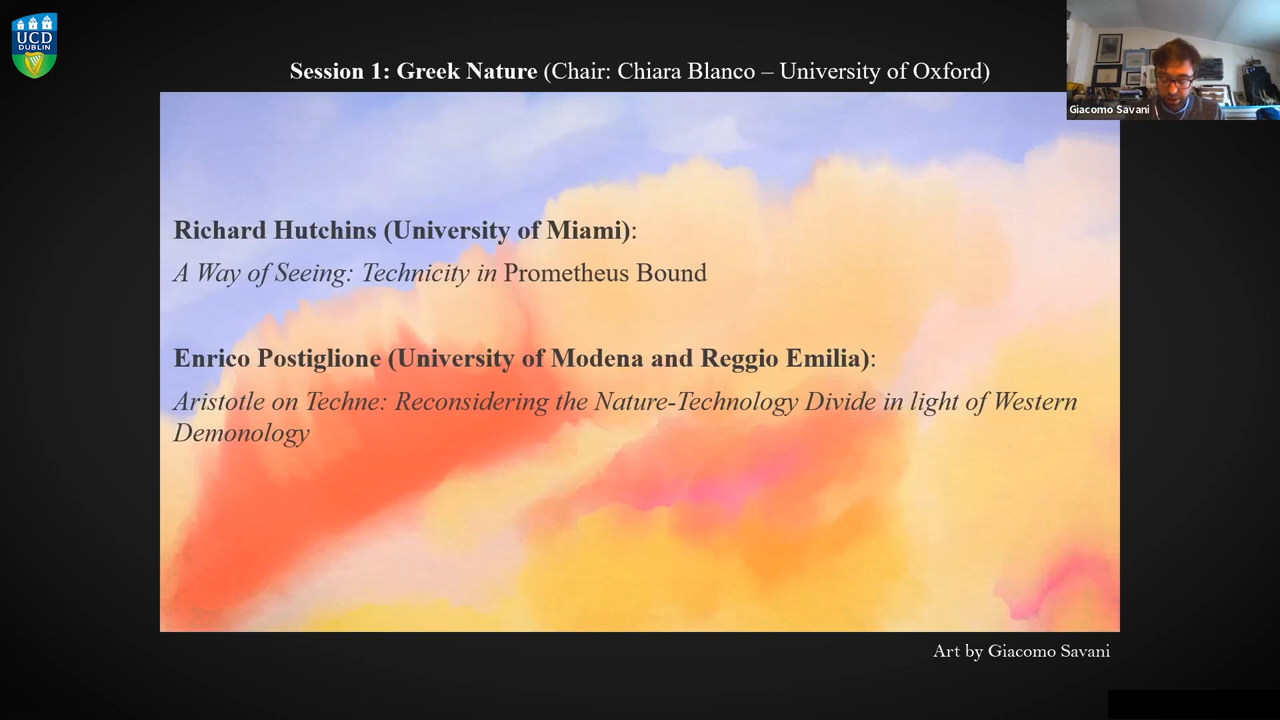 UCD
DUBLIN
Session 1: Greek Nature (Chair: Chiara Blanco – University of Oxford)
Giacomo Savani
Richard Hutchins (University of Miami):
A Way of Seeing: Technicity in Prometheus Bound
Enrico Postiglione (University of Modena and Reggio Emilia):
Aristotle on Techne: Reconsidering the Nature-Technology Divide in light of Western
Demonology
Art by Giacomo Savani